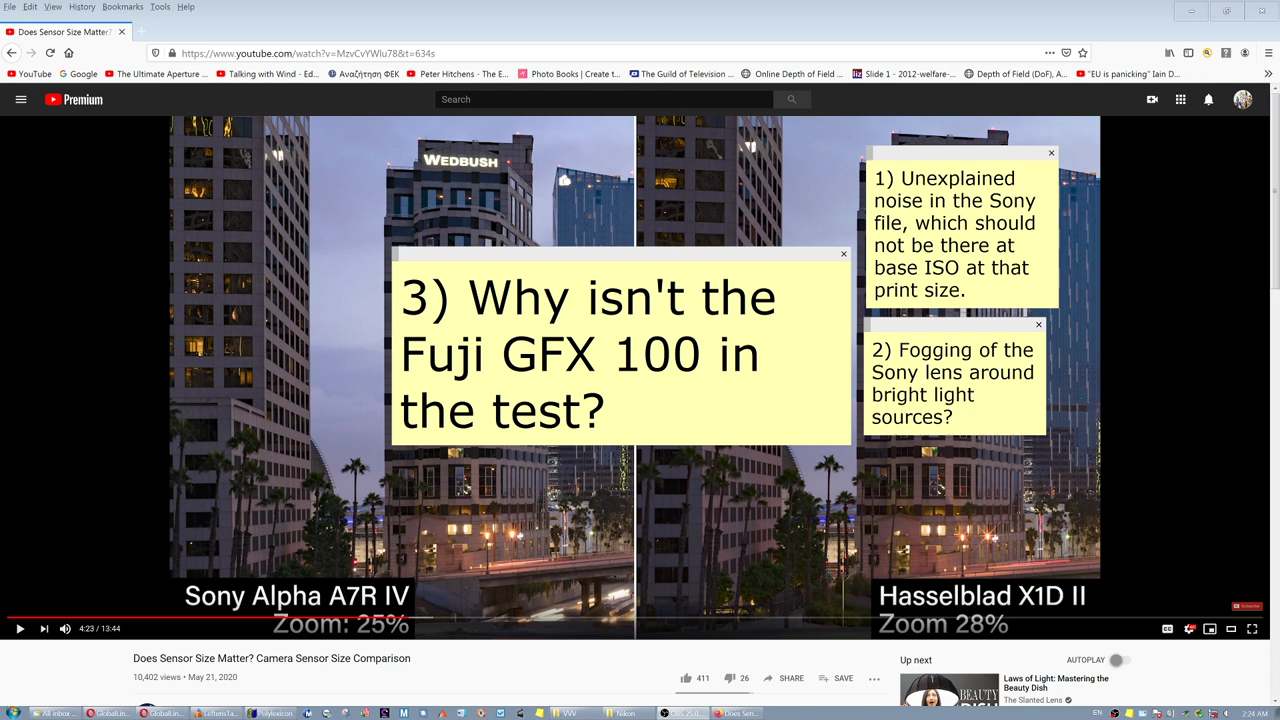 File Edit View History Bookmarks Tools Help
Does Sensor Size Matter?
https://www.youtube.com/watch?v=MzvCvYWlu78&t=634s
YouTube Google The Ultimate Aperture ... Talking with Wind - Ed... Αναζήτηση ΦΕΚ Peter Hitchens - The E... Photo Books | Create t... The Guild of Television ... Online Depth of Field ... Slide 1 - 2012-welfare-... Depth of Field (DoF), A... "EU is panicking" Iain D...
Premium
Search
WEDBUSH
1) Unexplained
noise in the Sony
file, which should
not be there at
base ISO at that
print size.
3) Why isn't the
Fuji GFX 100 in
the test?
2) Fogging of the
Sony lens around
bright light
sources?
Sony Alpha A7R IV
Zoom: 25%
Hasselblad X1D II
Zoom 28%
Subscribe
4:23 / 13:44
Does Sensor Size Matter? Camera Sensor Size Comparison
10,402 views • May 21, 2020
411 26 SHARE SAVE
Up next
AUTOPLAY
Laws of Light: Mastering the
Beauty Dish
The Slanted Lens
BEAUTY
All inbox ... GlobalLin... GlobalLin... Polylexicon VVV Nikon Does Sen...
EN 2:24 AM